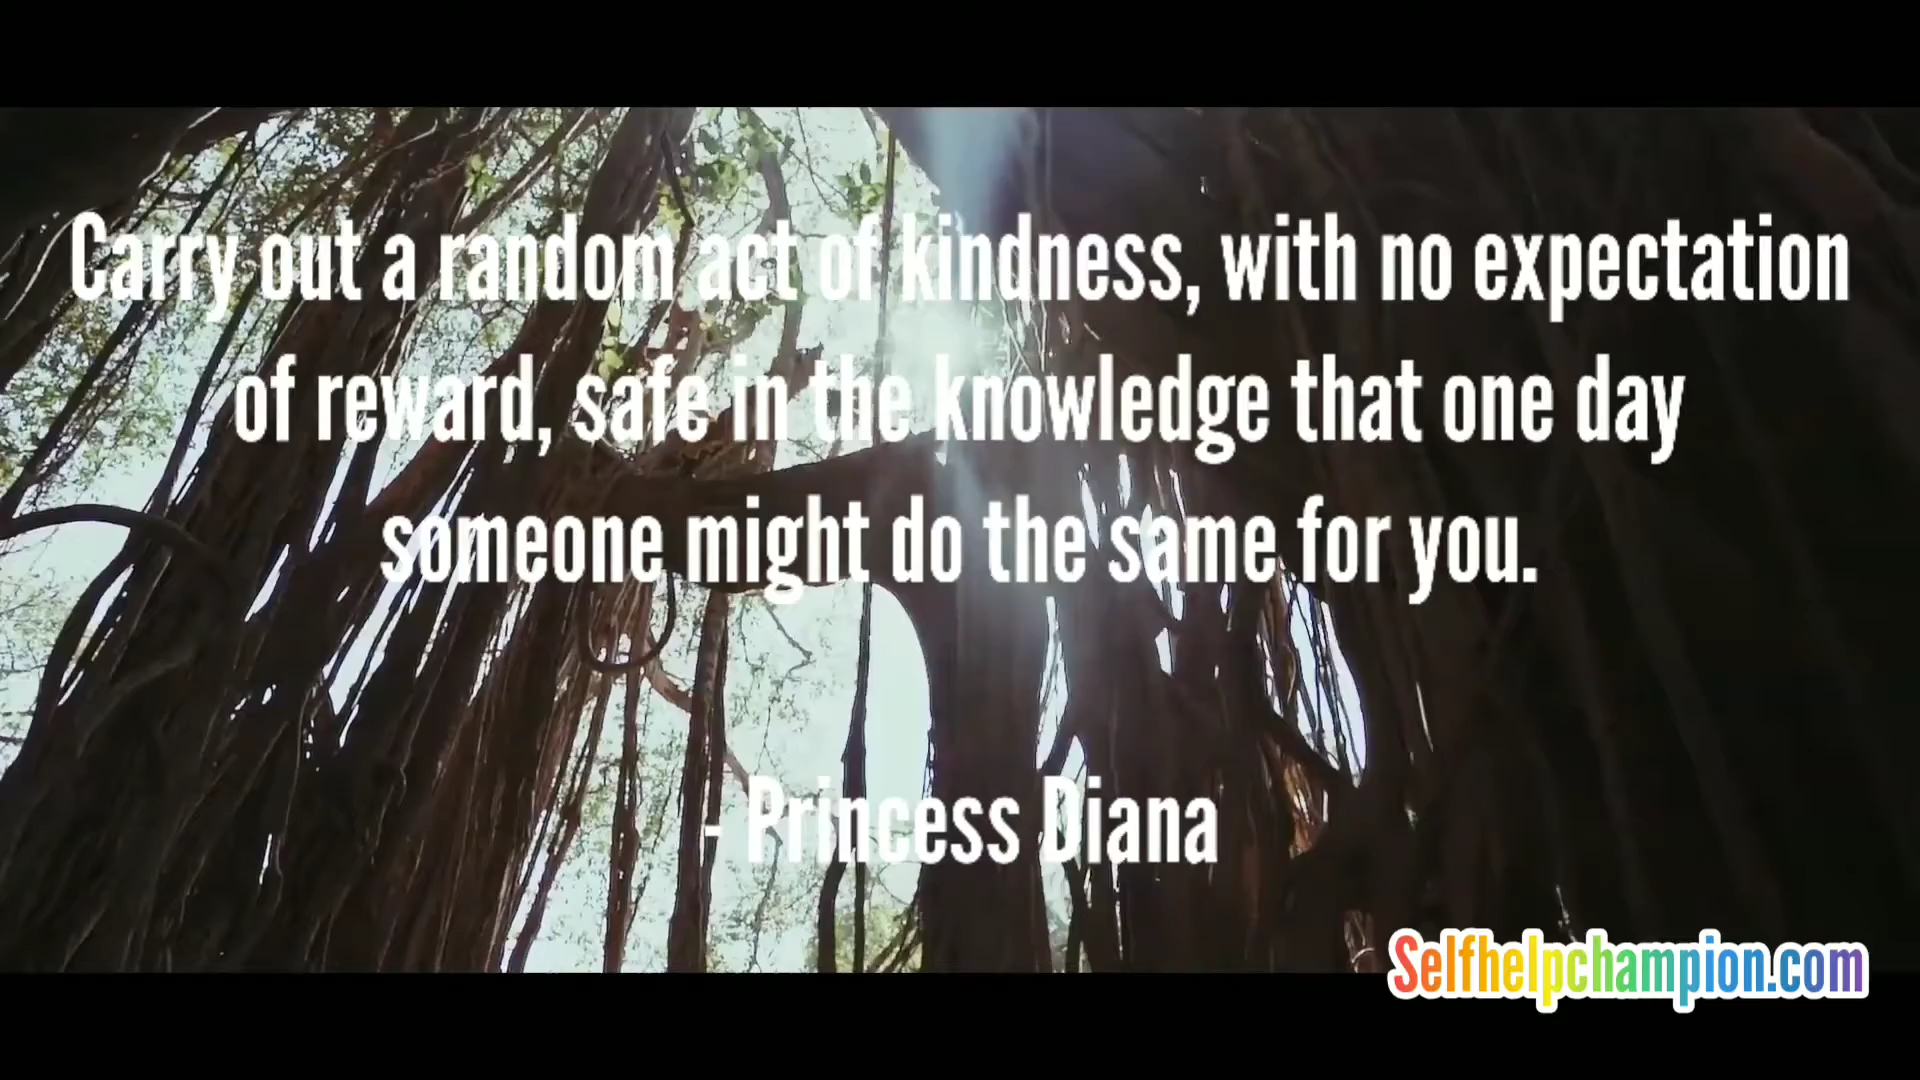 Carry out a random act of kindness, with no expectation
of reward, safe in the knowledge that one day
someone might do the same for you.
- Princess Diana
Selfhelpchampion.com